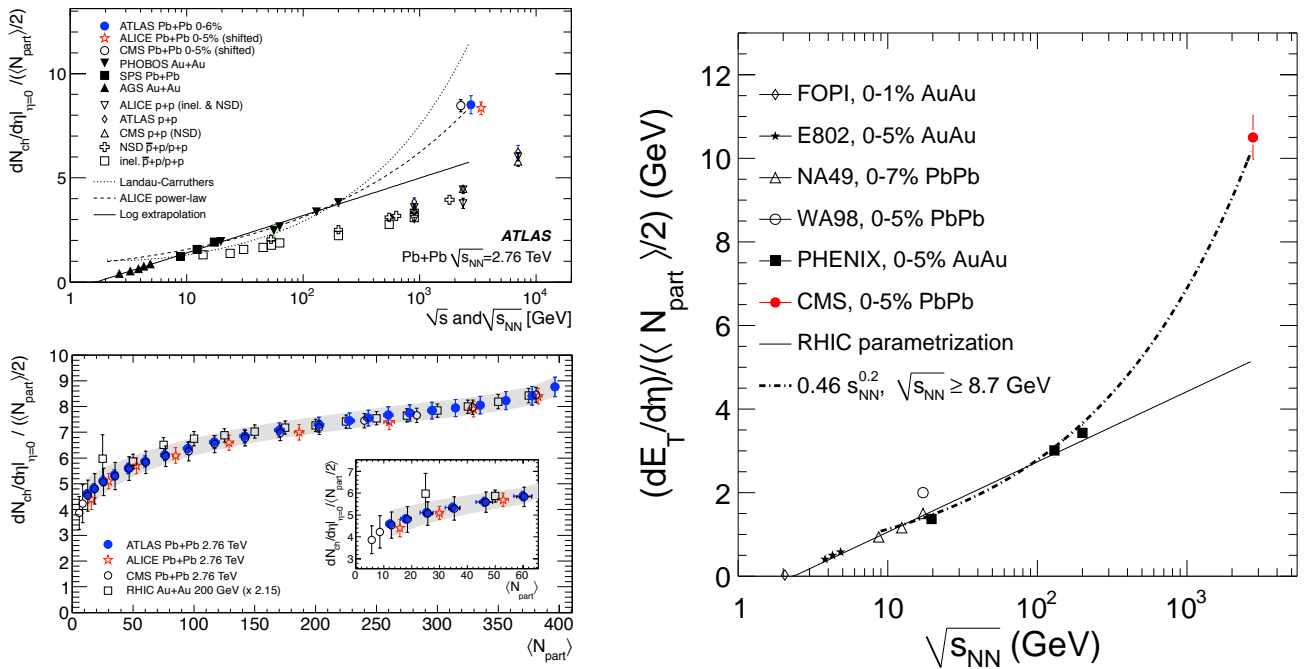 dN_ch/dη|_η=0 /(⟨N_part⟩/2)
15
10
5
0
ATLAS Pb+Pb 0-6%
ALICE Pb+Pb 0-5% (shifted)
CMS Pb+Pb 0-5% (shifted)
PHOBOS Au+Au
SPS Pb+Pb
AGS Au+Au
ALICE p+p (inel. & NSD)
ATLAS p+p
CMS p+p (NSD)
NSD p̅+p/p+p
inel. p̅+p/p+p
Landau-Carruthers
ALICE power-law
Log extrapolation
ATLAS
Pb+Pb √s_NN=2.76 TeV
1 10 10^2 10^3 10^4
√s and √s_NN [GeV]
dN_ch/dη|_η=0 / (⟨N_part⟩/2)
10
9
8
7
6
5
4
3
2
1
0
ATLAS Pb+Pb 2.76 TeV
ALICE Pb+Pb 2.76 TeV
CMS Pb+Pb 2.76 TeV
RHIC Au+Au 200 GeV (x 2.15)
dN_ch/dη|_η=0 /(⟨N_part⟩/2)
7
6
5
4
3
0 10 20 30 40 50 60
⟨N_part⟩
0 50 100 150 200 250 300 350 400
⟨N_part⟩
(dE_T/dη)/(⟨N_part⟩/2) (GeV)
12
10
8
6
4
2
0
FOPI, 0-1% AuAu
E802, 0-5% AuAu
NA49, 0-7% PbPb
WA98, 0-5% PbPb
PHENIX, 0-5% AuAu
CMS, 0-5% PbPb
RHIC parametrization
0.46 s_NN^0.2, √s_NN ≥ 8.7 GeV
1 10 10^2 10^3
√s_NN (GeV)